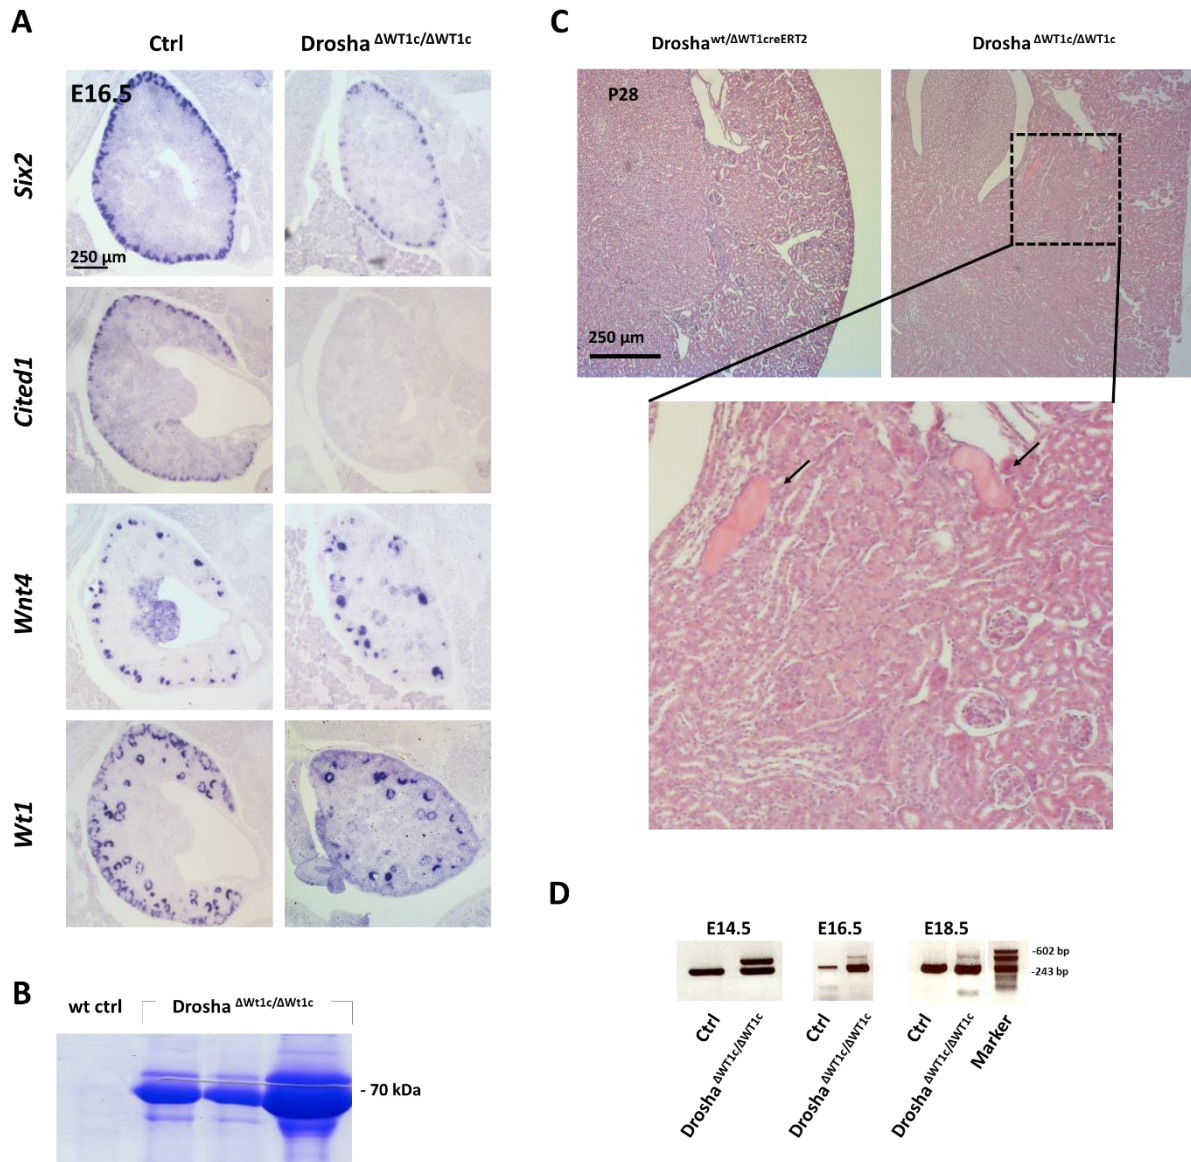 A
Ctrl
Drosha ΔWT1c/ΔWT1c
E16.5
Six2
250 µm
Cited1
Wnt4
Wt1
B
wt ctrl
Drosha ΔWt1c/ΔWt1c
- 70 kDa
C
Droshawt/ΔWT1creERT2
Drosha ΔWT1c/ΔWT1c
P28
250 µm
D
E14.5
E16.5
E18.5
-602 bp
-243 bp
Ctrl
Drosha ΔWT1c/ΔWT1c
Ctrl
Drosha ΔWT1c/ΔWT1c
Ctrl
Drosha ΔWT1c/ΔWT1c
Marker